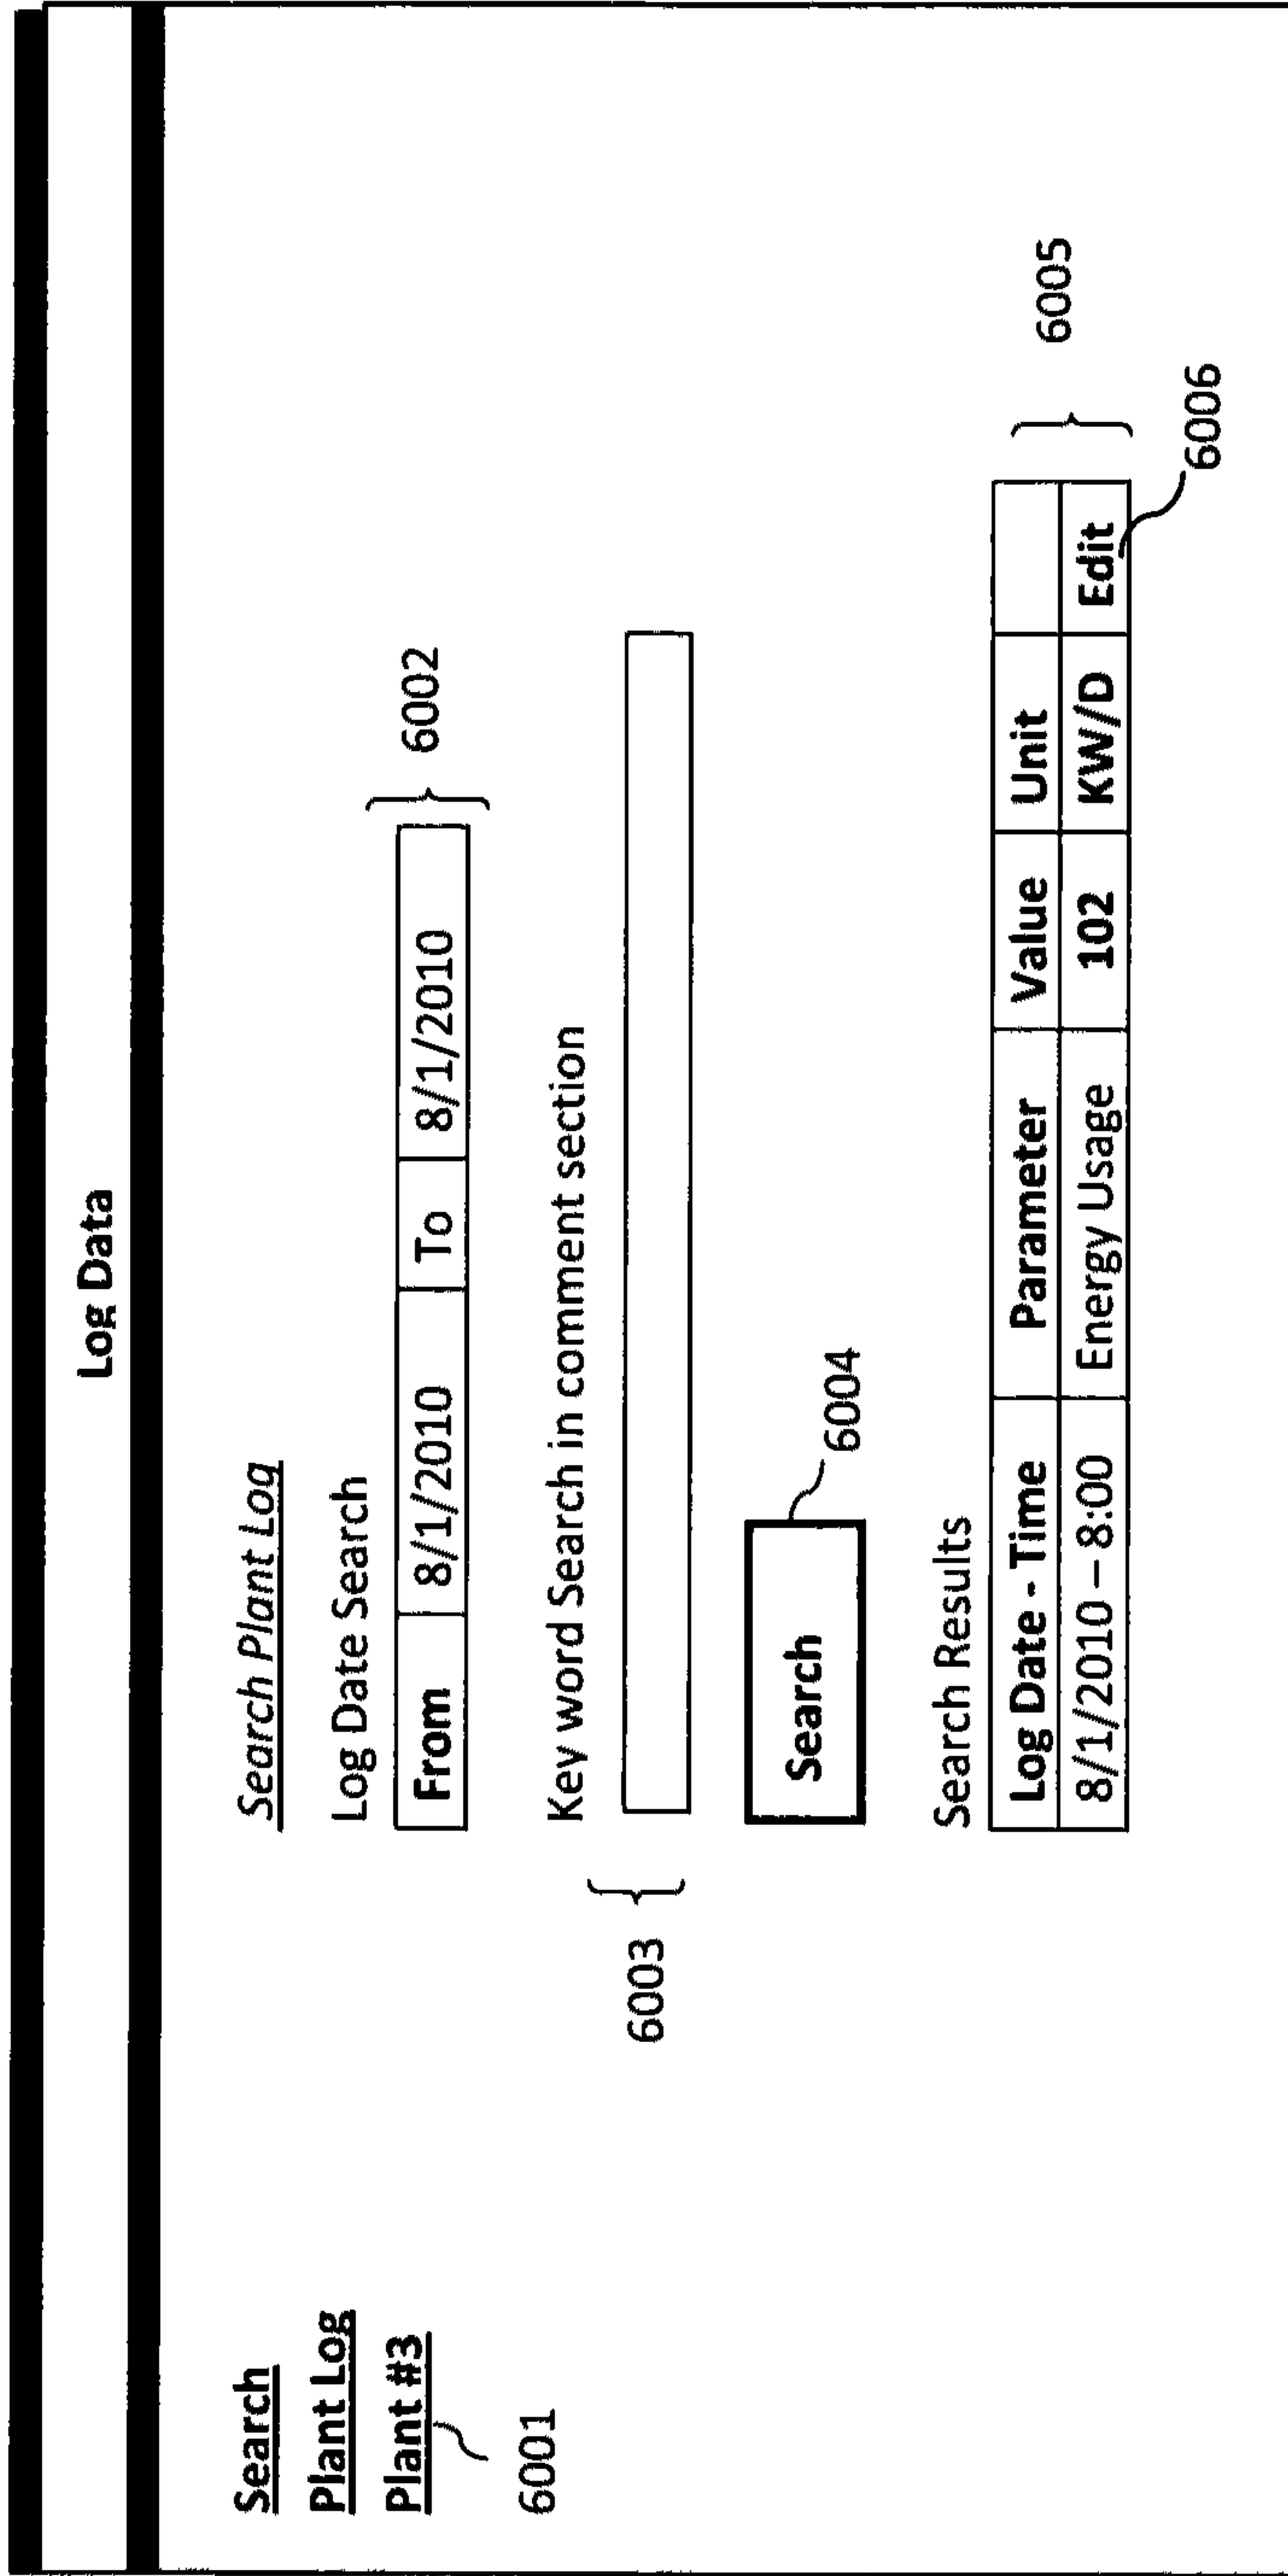 Log Data
Search
Plant Log
Plant #3
6001
Search Plant Log
Log Date Search
From 8/1/2010 To 8/1/2010
6002
Key word Search in comment section
6003
Search
6004
Search Results
Log Date - Time Parameter Value Unit
8/1/2010 – 8:00 Energy Usage 102 KW/D Edit
6005
6006